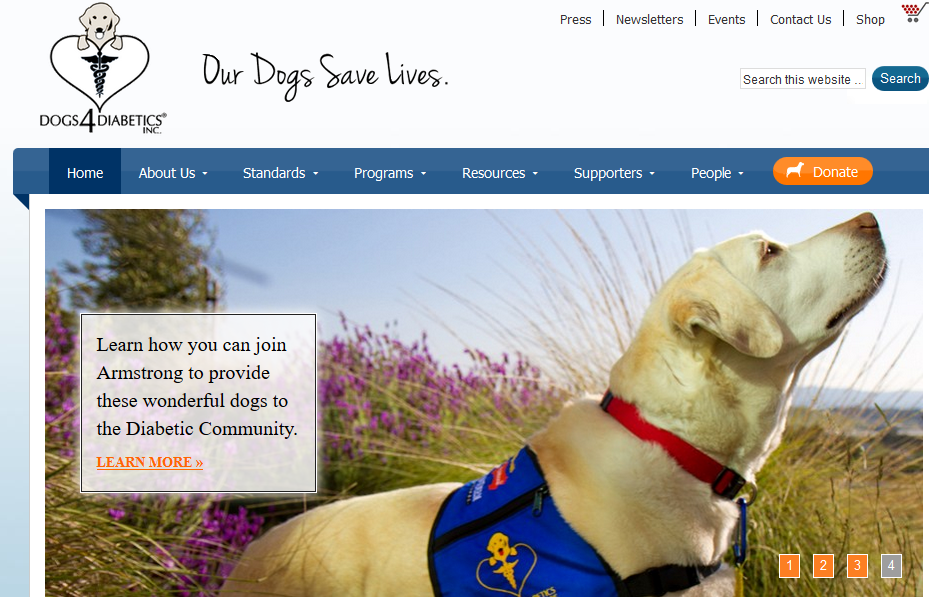 Press
Newsletters
Events
Contact Us
Shop
DOGS4DIABETICS®
INC.
Our Dogs Save Lives.
Search this website ..
Search
Home
About Us
Standards
Programs
Resources
Supporters
People
Donate
Learn how you can join
Armstrong to provide
these wonderful dogs to
the Diabetic Community.
LEARN MORE »
1
2
3
4